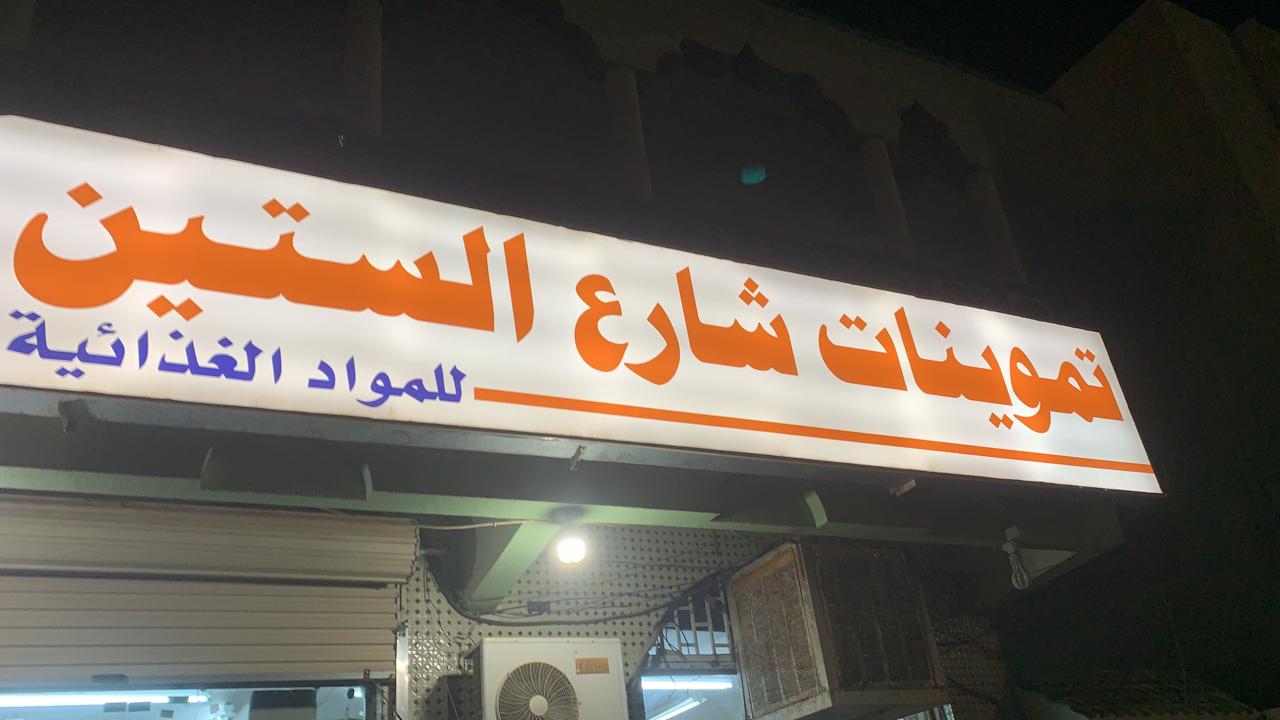 تموينات شارع الستين
للمواد الغذائية